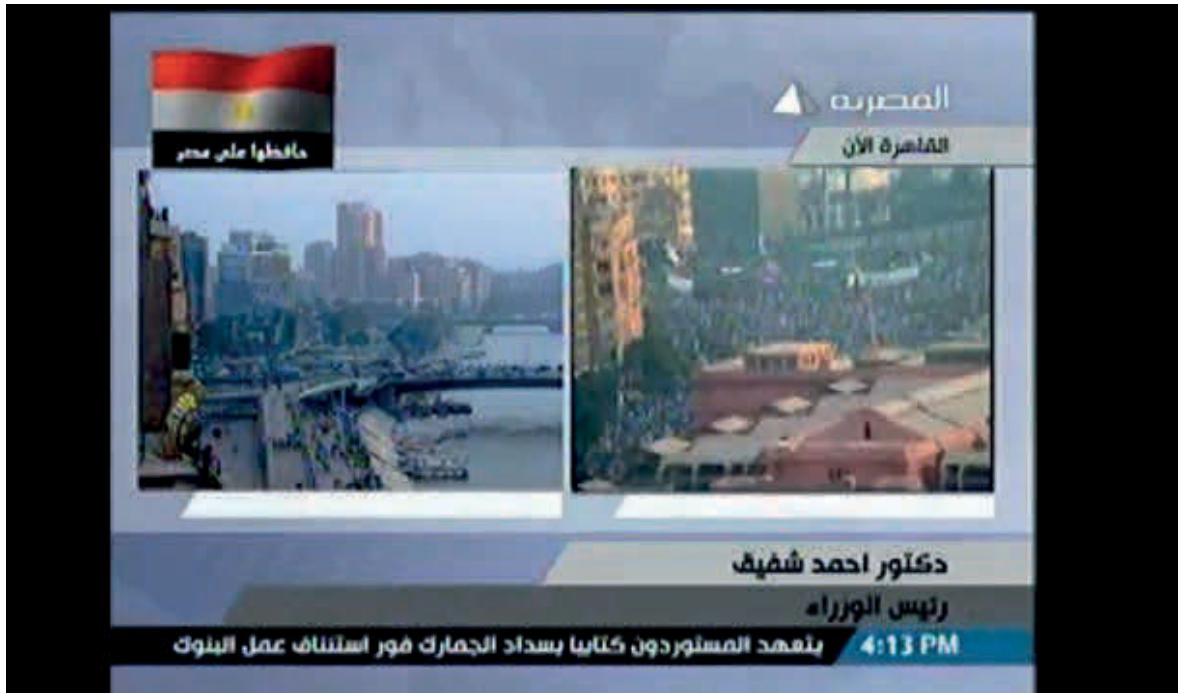 المصرية
القاهرة الآن
حافظوا على مصر
دكتور احمد شفيق
رئيس الوزراء
4:13 PM
يتعهد المستوردون كتابيا بسداد الجمارك فور استئناف عمل البنوك